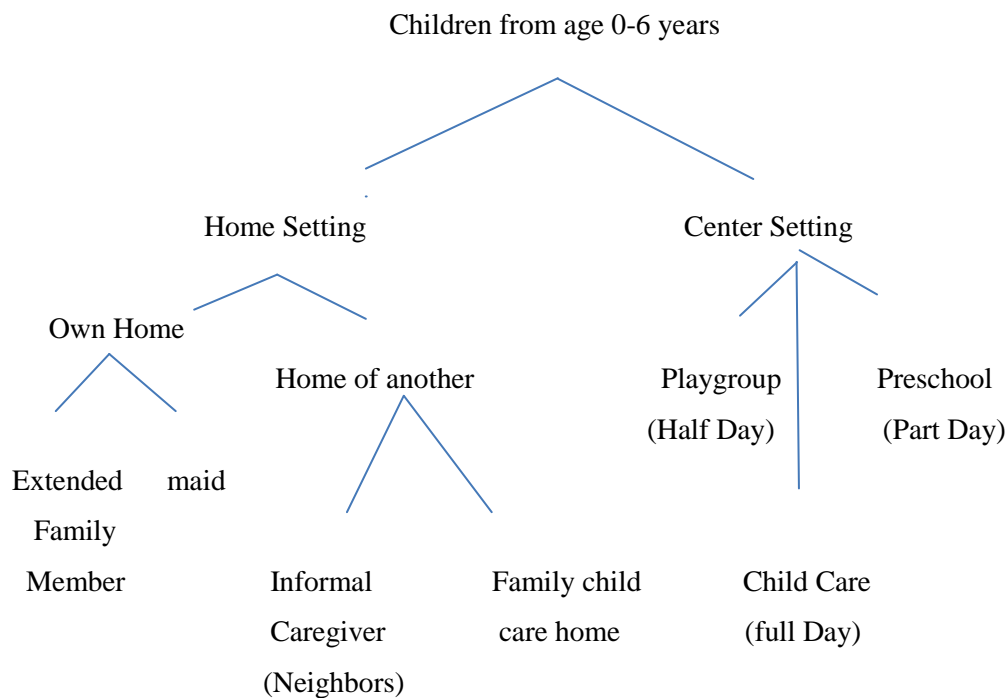 Children from age 0-6 years
Home Setting
Center Setting
Own Home
Home of another
Playgroup
(Half Day)
Preschool
(Part Day)
Extended
Family
Member
maid
Informal
Caregiver
(Neighbors)
Family child
care home
Child Care
(full Day)